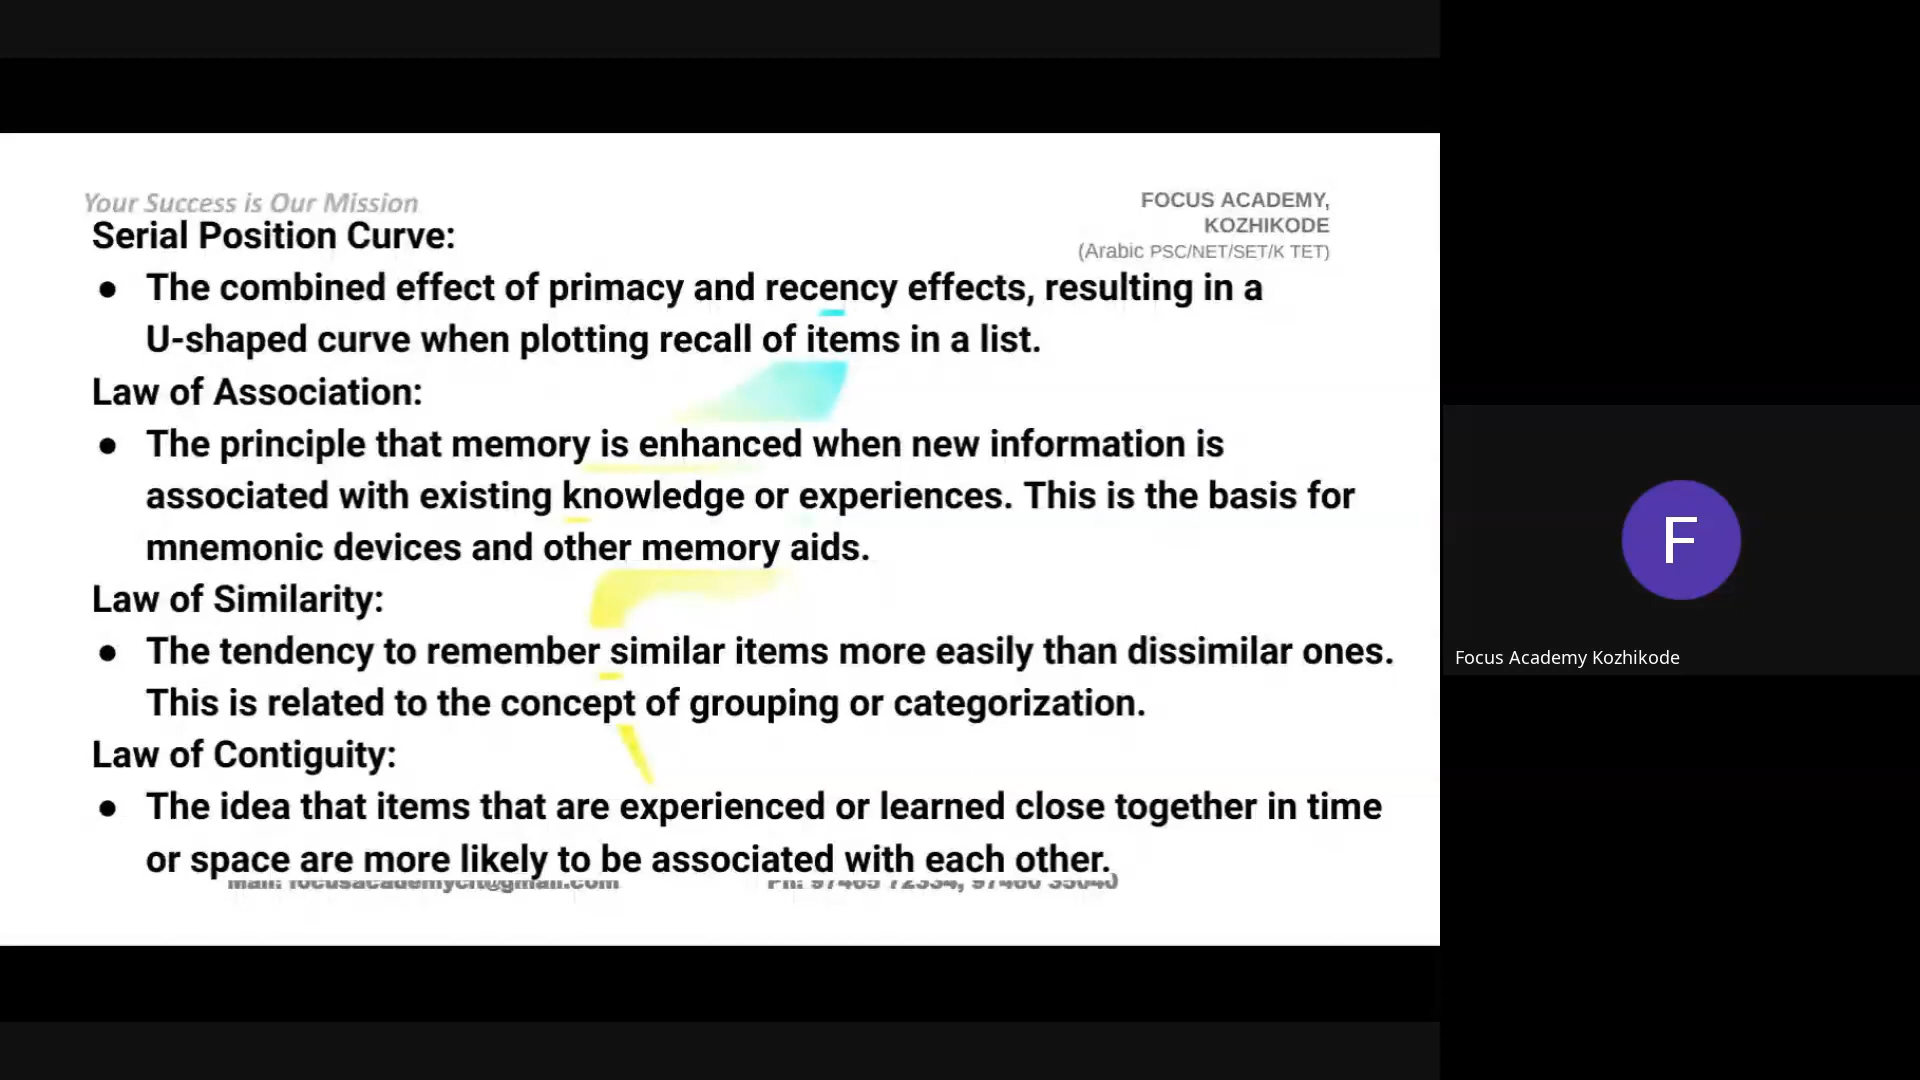 Your Success is Our Mission
FOCUS ACADEMY,
KOZHIKODE
(Arabic PSC/NET/SET/K TET)
Serial Position Curve:
● The combined effect of primacy and recency effects, resulting in a
U-shaped curve when plotting recall of items in a list.
Law of Association:
● The principle that memory is enhanced when new information is
associated with existing knowledge or experiences. This is the basis for
mnemonic devices and other memory aids.
Law of Similarity:
● The tendency to remember similar items more easily than dissimilar ones.
This is related to the concept of grouping or categorization.
Law of Contiguity:
● The idea that items that are experienced or learned close together in time
or space are more likely to be associated with each other.
Mail: Ph:
F
Focus Academy Kozhikode